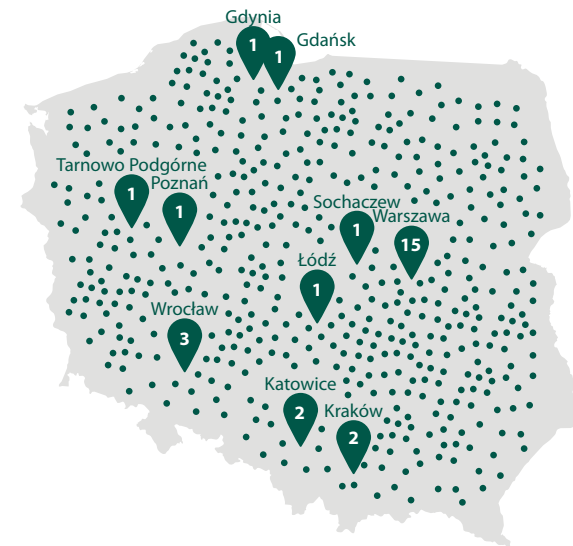 Gdynia
1
Gdańsk
1
Tarnowo Podgórne
1
Poznań
1
Sochaczew
1
Warszawa
15
Łódź
1
Wrocław
3
Katowice
2
Kraków
2